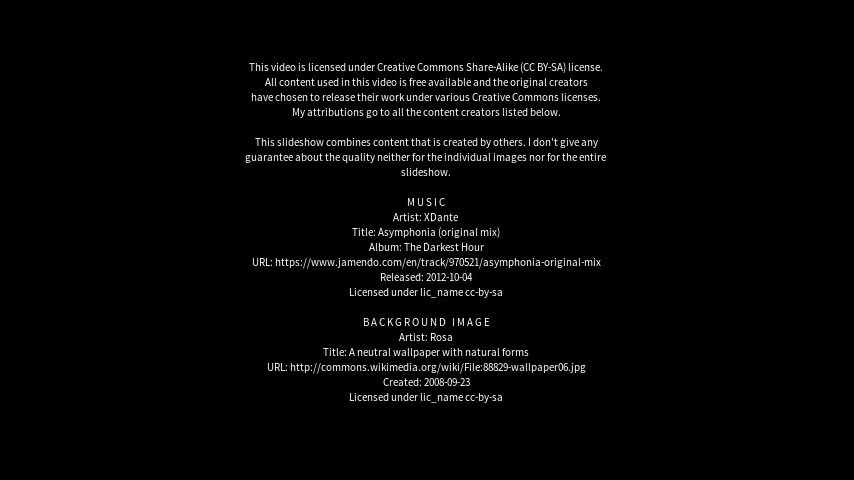 This video is licensed under Creative Commons Share-Alike (CC BY-SA) license.
All content used in this video is free available and the original creators
have chosen to release their work under various Creative Commons licenses.
My attributions go to all the content creators listed below.
This slideshow combines content that is created by others. I don't give any
guarantee about the quality neither for the individual images nor for the entire
slideshow.
MUSIC
Artist: XDante
Title: Asymphonia (original mix)
Album: The Darkest Hour
URL: https://www.jamendo.com/en/track/970521/asymphonia-original-mix
Released: 2012-10-04
Licensed under lic_name cc-by-sa
BACKGROUND IMAGE
Artist: Rosa
Title: A neutral wallpaper with natural forms
URL: http://commons.wikimedia.org/wiki/File:88829-wallpaper06.jpg
Created: 2008-09-23
Licensed under lic_name cc-by-sa